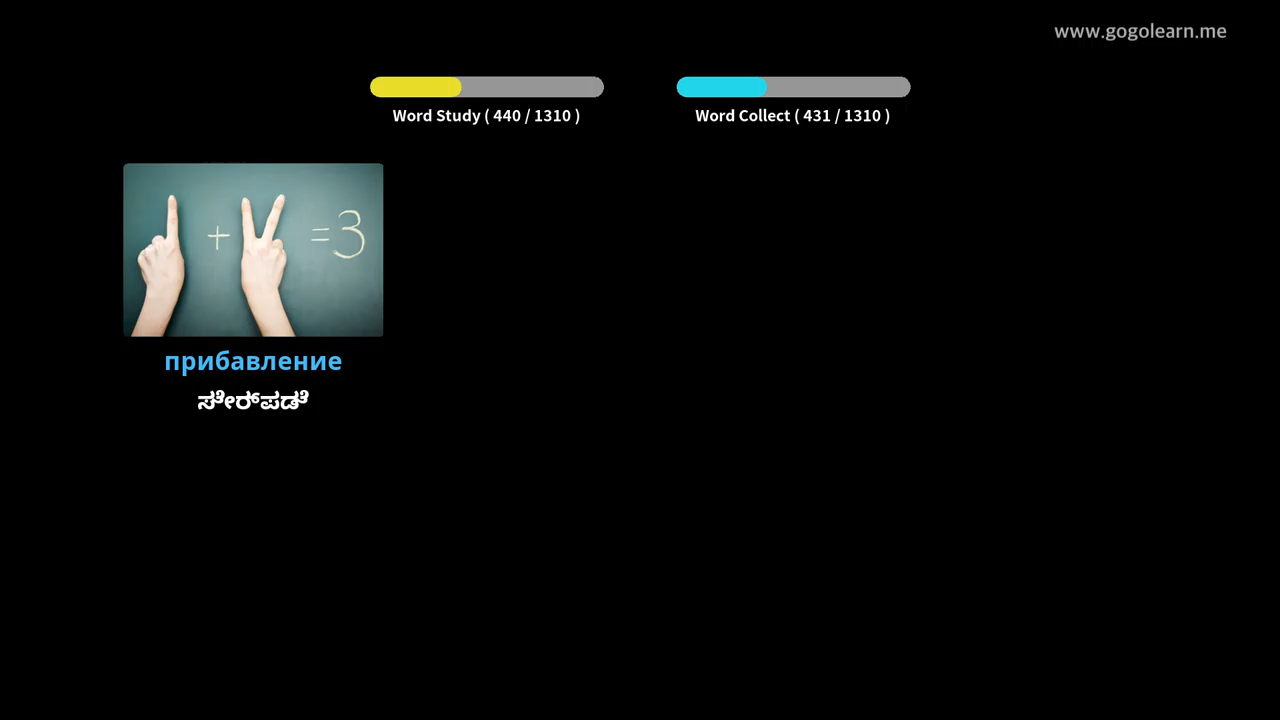 www.gogolearn.me
Word Study ( 440 / 1310 )
Word Collect ( 431 / 1310 )
+ =3
прибавление
ಸೇರ್ಪಡೆ